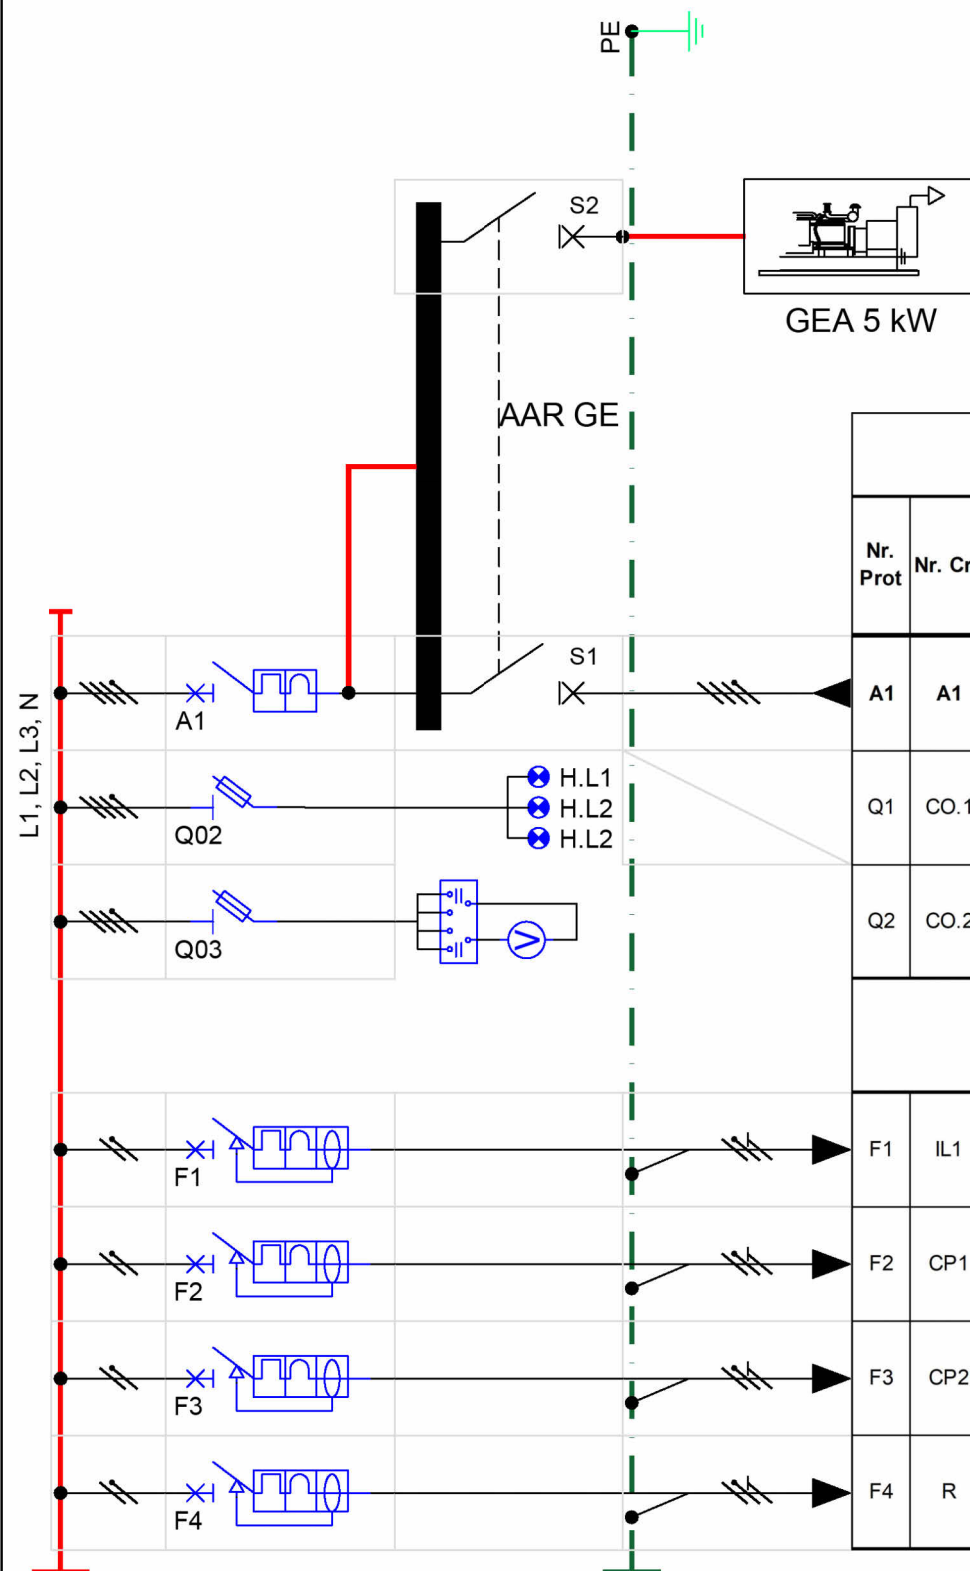 PE
S2
GEA 5 kW
AAR GE
Nr.
Prot
Nr. Cr
L1, L2, L3, N
S1
A1
A1
A1
H.L1
H.L2
H.L2
Q02
Q1
CO.1
Q03
V
Q2
CO.2
F1
F1
IL1
F2
F2
CP1
F3
F3
CP2
F4
F4
R